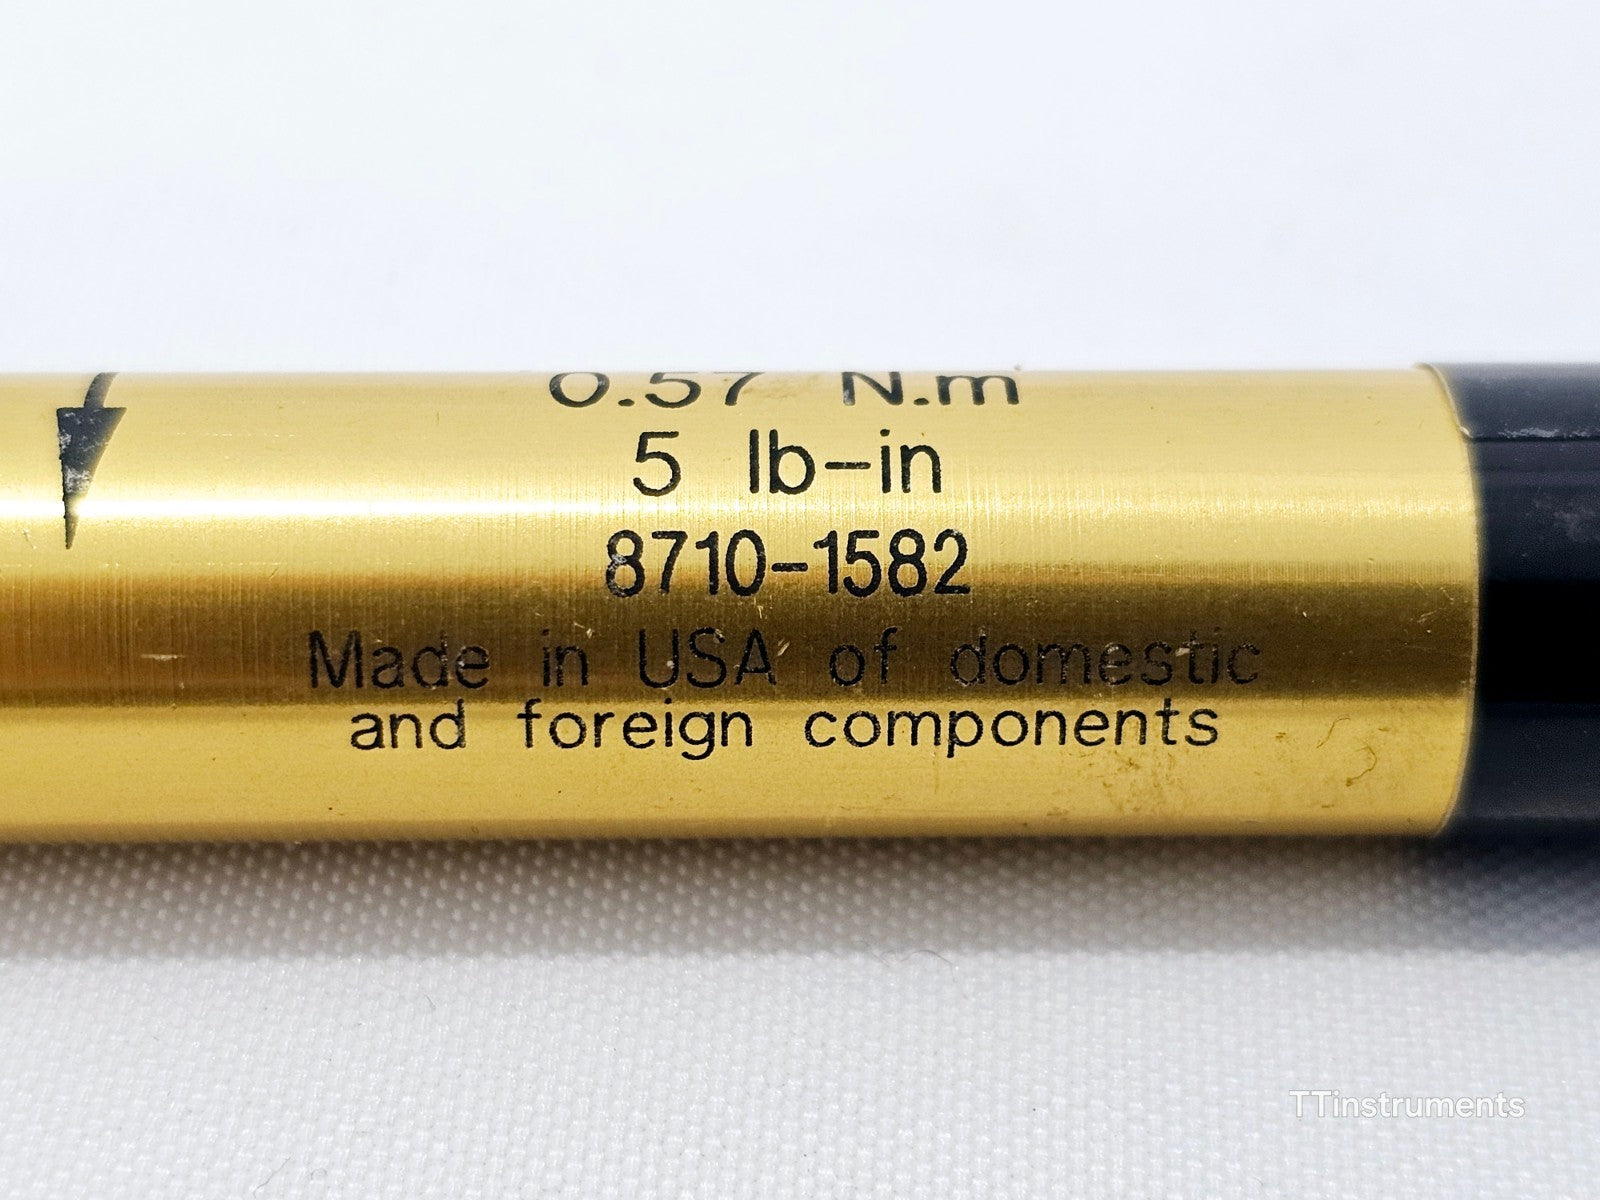 0.57 N.m
5 lb-in
8710-1582
Made in USA of domestic
and foreign components
TTinstruments